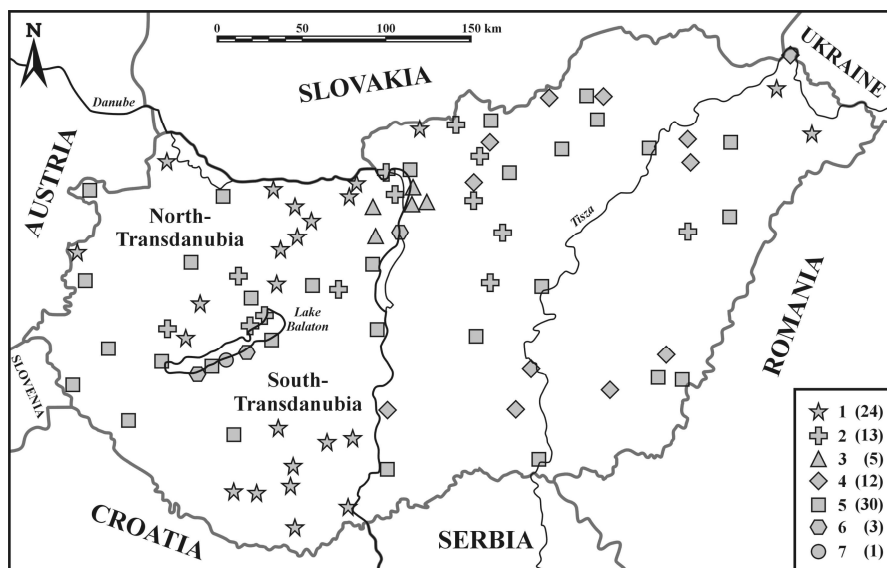 N
0 50 100 150 km
SLOVAKIA
UKRAINE
Danube
AUSTRIA
North-
Transdanubia
Tisza
Lake
Balaton
ROMANIA
SLOVENIA
South-
Transdanubia
CROATIA
SERBIA
1 (24)
2 (13)
3 (5)
4 (12)
5 (30)
6 (3)
7 (1)